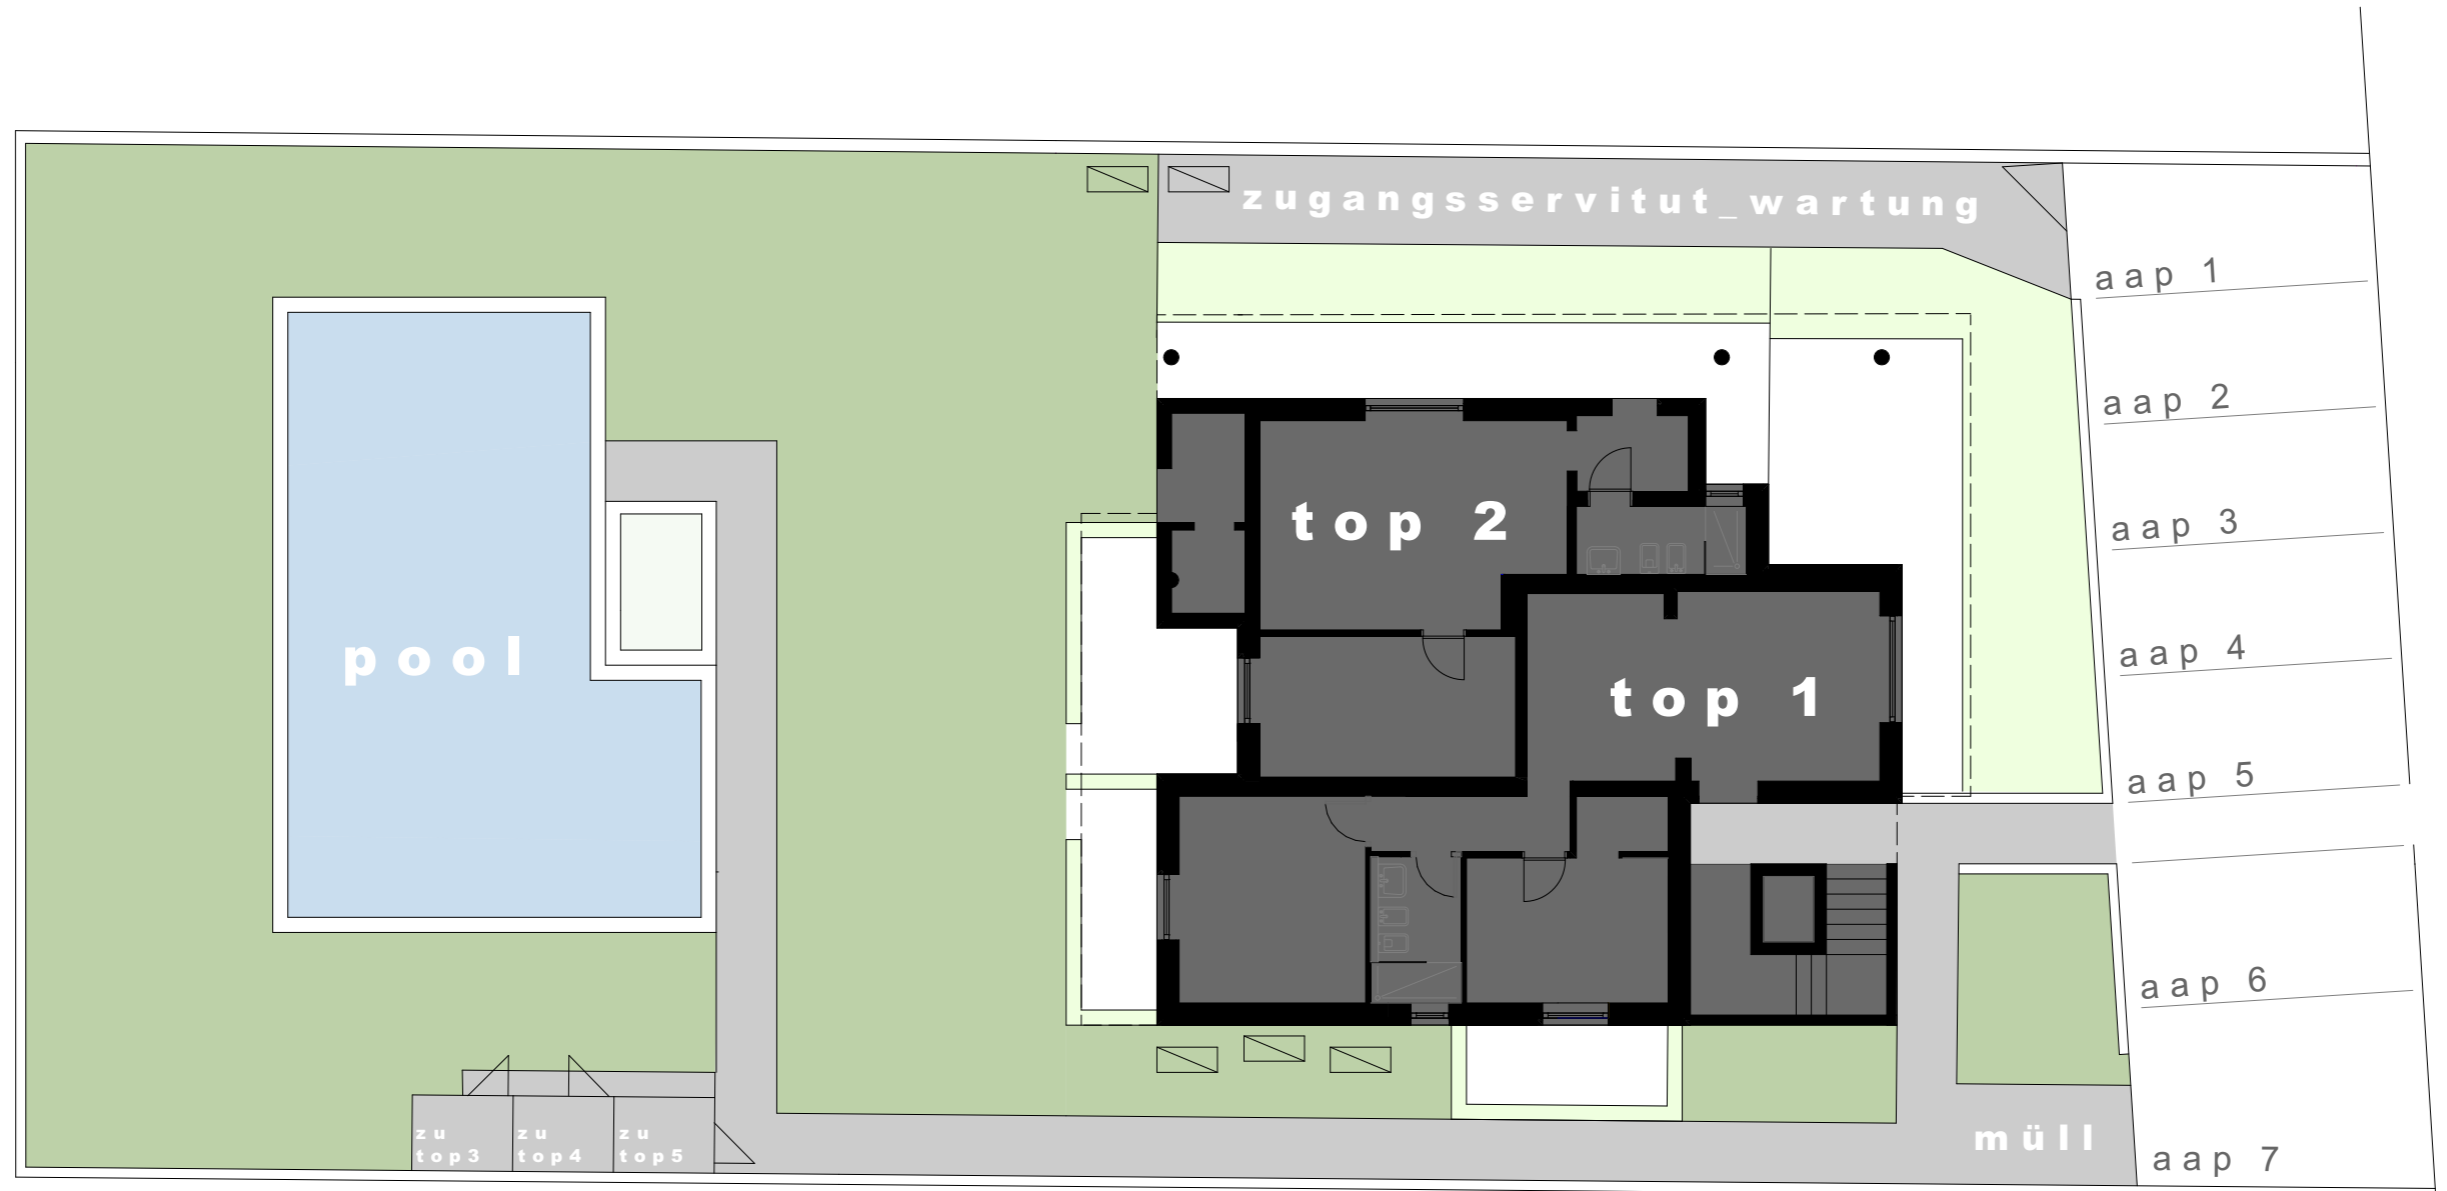 zugangsservitut_wartung
aap 1
aap 2
aap 3
top 2
pool
aap 4
top 1
aap 5
aap 6
zu
top3
zu
top4
zu
top5
müll
aap 7